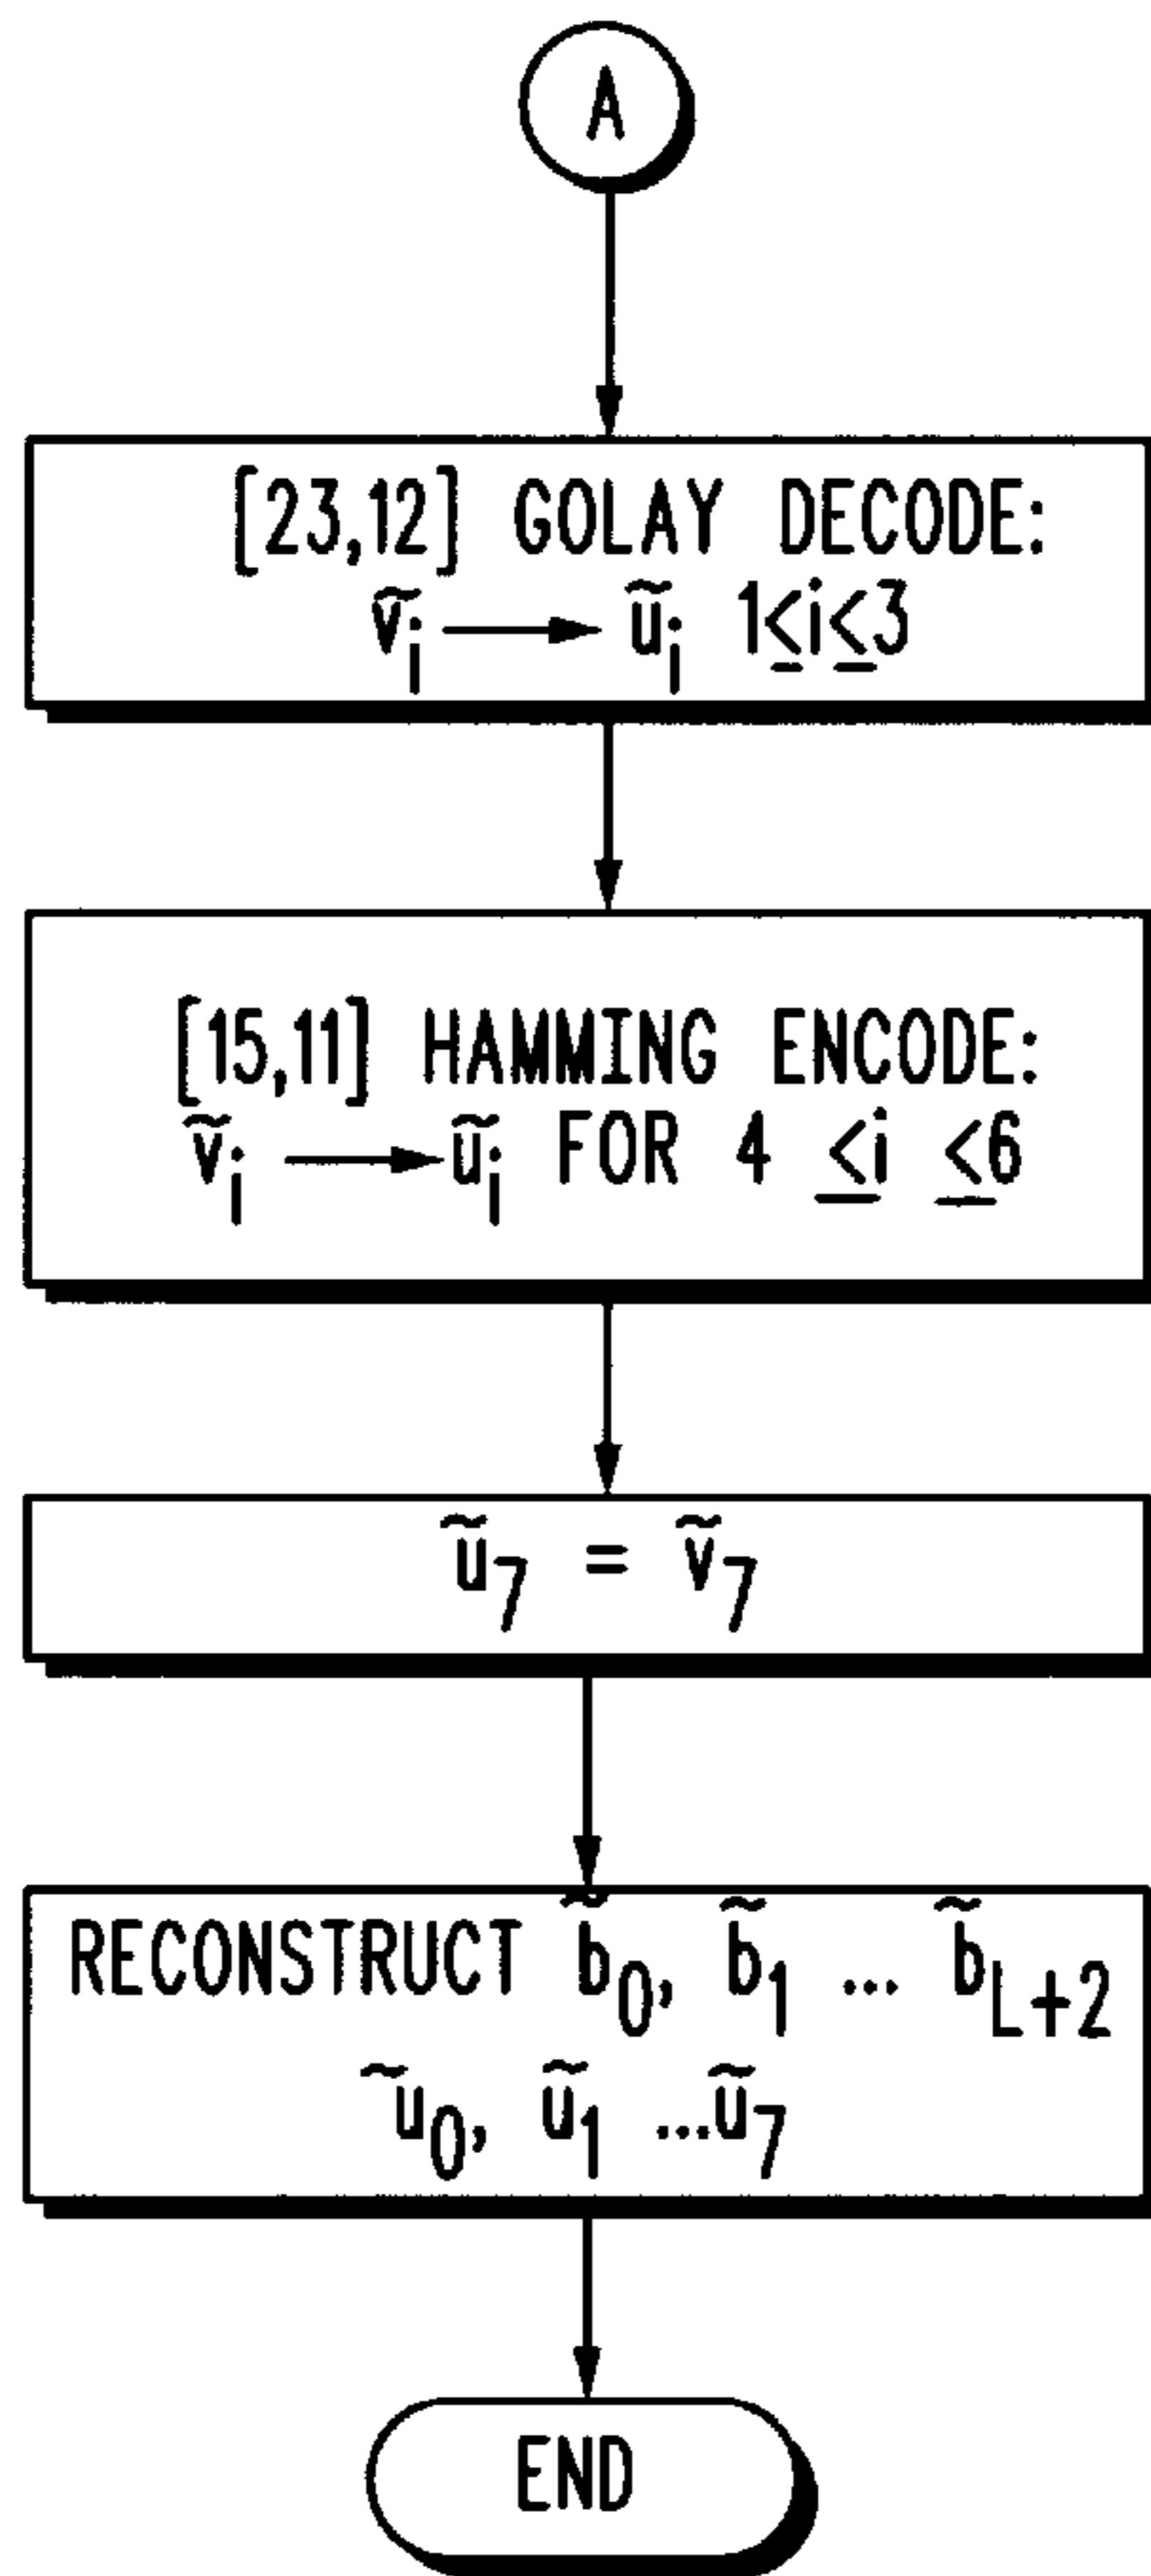 A
[23,12] GOLAY DECODE:
ṽi → ũi 1≤i≤3
[15,11] HAMMING ENCODE:
ṽi → ũi FOR 4 ≤i ≤6
ũ7 = ṽ7
RECONSTRUCT b̃0, b̃1 ... b̃L+2
ũ0, ũ1 ...ũ7
END